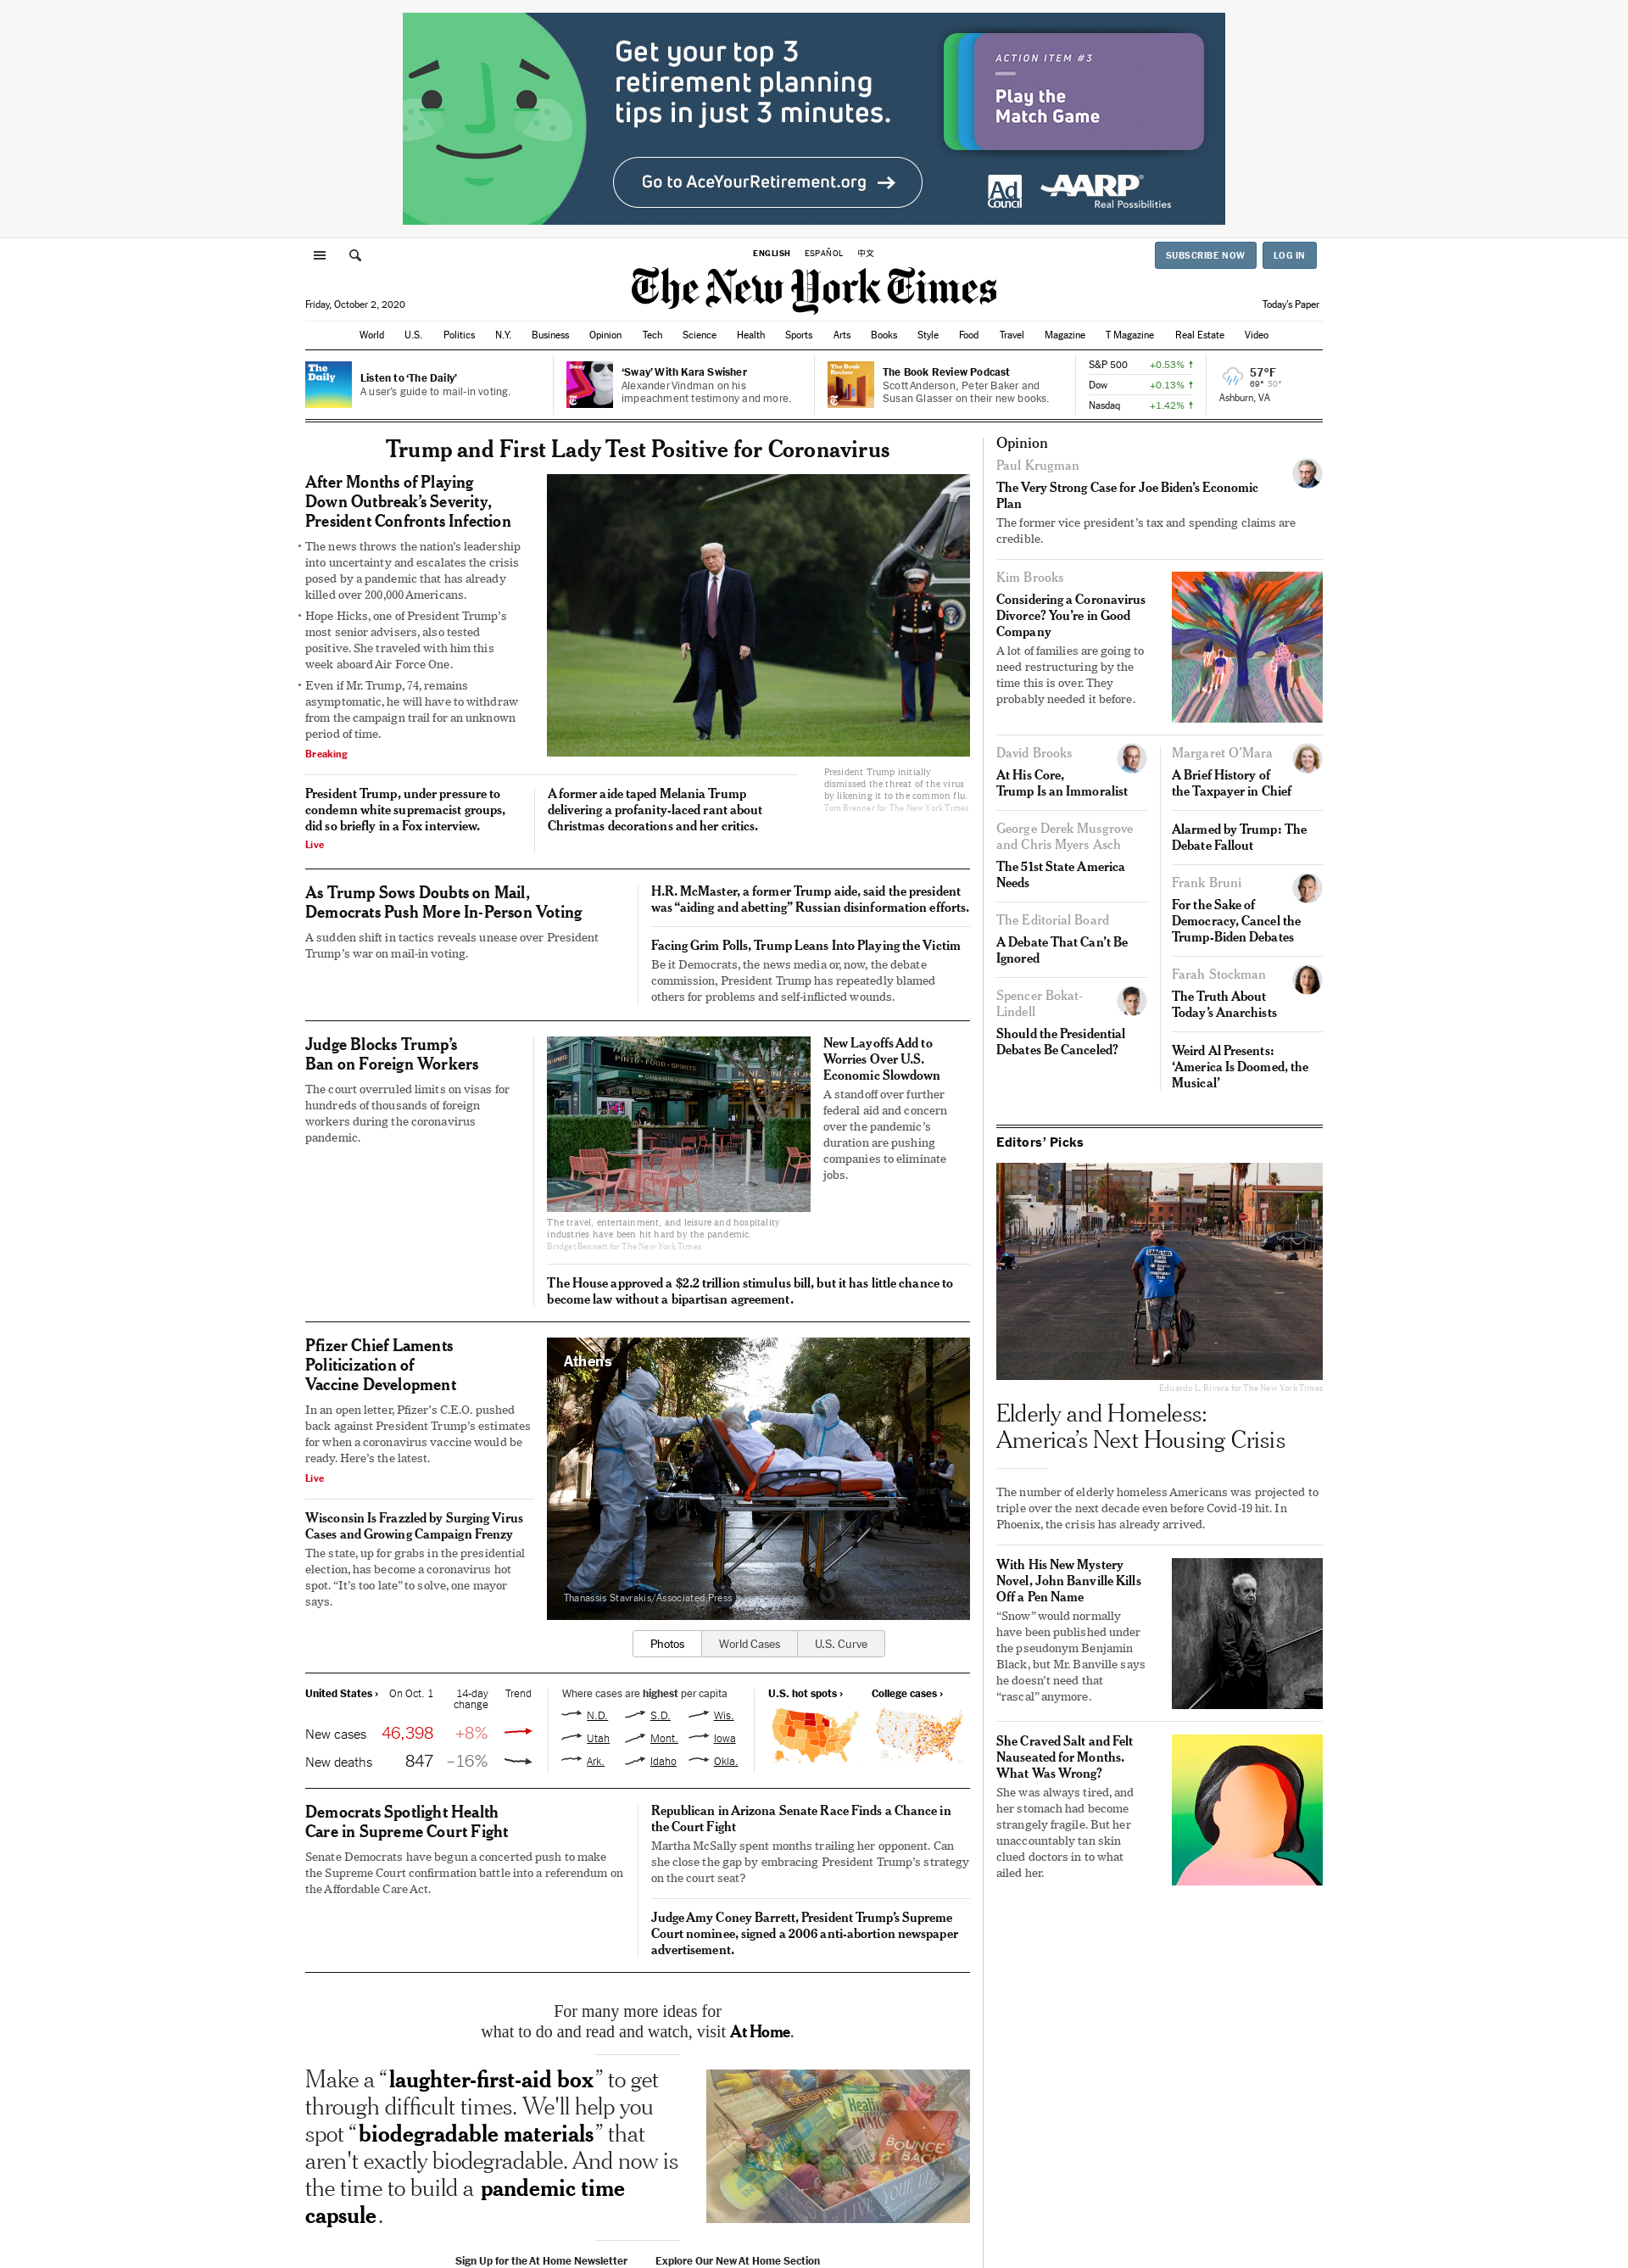 Get your top 3
retirement planning
tips in just 3 minutes.
Go to AceYourRetirement.org →
ACTION ITEM #3
Play the
Match Game
Ad
Council
AARP
Real Possibilities
ENGLISH ESPAÑOL 中文
SUBSCRIBE NOW LOG IN
The New York Times
Friday, October 2, 2020
Today's Paper
World U.S. Politics N.Y. Business Opinion Tech Science Health Sports Arts Books Style Food Travel Magazine T Magazine Real Estate Video
The
Daily
Listen to ‘The Daily’
A user's guide to mail-in voting.
Sway
‘Sway’ With Kara Swisher
Alexander Vindman on his
impeachment testimony and more.
The Book
Review
The Book Review Podcast
Scott Anderson, Peter Baker and
Susan Glasser on their new books.
S&P 500 +0.53% ↑
Dow +0.13% ↑
Nasdaq +1.42% ↑
57°F
69° 50°
Ashburn, VA
Trump and First Lady Test Positive for Coronavirus
After Months of Playing
Down Outbreak’s Severity,
President Confronts Infection
• The news throws the nation’s leadership
into uncertainty and escalates the crisis
posed by a pandemic that has already
killed over 200,000 Americans.
• Hope Hicks, one of President Trump’s
most senior advisers, also tested
positive. She traveled with him this
week aboard Air Force One.
• Even if Mr. Trump, 74, remains
asymptomatic, he will have to withdraw
from the campaign trail for an unknown
period of time.
Breaking
President Trump initially
dismissed the threat of the virus
by likening it to the common flu.
Tom Brenner for The New York Times
President Trump, under pressure to
condemn white supremacist groups,
did so briefly in a Fox interview.
Live
A former aide taped Melania Trump
delivering a profanity-laced rant about
Christmas decorations and her critics.
As Trump Sows Doubts on Mail,
Democrats Push More In-Person Voting
A sudden shift in tactics reveals unease over President
Trump’s war on mail-in voting.
H.R. McMaster, a former Trump aide, said the president
was “aiding and abetting” Russian disinformation efforts.
Facing Grim Polls, Trump Leans Into Playing the Victim
Be it Democrats, the news media or, now, the debate
commission, President Trump has repeatedly blamed
others for problems and self-inflicted wounds.
Judge Blocks Trump’s
Ban on Foreign Workers
The court overruled limits on visas for
hundreds of thousands of foreign
workers during the coronavirus
pandemic.
PINTS • FOOD • SPIRITS
The travel, entertainment, and leisure and hospitality
industries have been hit hard by the pandemic.
Bridget Bennett for The New York Times
New Layoffs Add to
Worries Over U.S.
Economic Slowdown
A standoff over further
federal aid and concern
over the pandemic’s
duration are pushing
companies to eliminate
jobs.
The House approved a $2.2 trillion stimulus bill, but it has little chance to
become law without a bipartisan agreement.
Pfizer Chief Laments
Politicization of
Vaccine Development
In an open letter, Pfizer’s C.E.O. pushed
back against President Trump’s estimates
for when a coronavirus vaccine would be
ready. Here’s the latest.
Live
Wisconsin Is Frazzled by Surging Virus
Cases and Growing Campaign Frenzy
The state, up for grabs in the presidential
election, has become a coronavirus hot
spot. “It’s too late” to solve, one mayor
says.
Athens
Thanassis Stavrakis/Associated Press
Photos World Cases U.S. Curve
United States › On Oct. 1 14-day
change Trend
New cases 46,398 +8%
New deaths 847 –16%
Where cases are highest per capita
N.D. S.D. Wis.
Utah Mont. Iowa
Ark. Idaho Okla.
U.S. hot spots › College cases ›
Democrats Spotlight Health
Care in Supreme Court Fight
Senate Democrats have begun a concerted push to make
the Supreme Court confirmation battle into a referendum on
the Affordable Care Act.
Republican in Arizona Senate Race Finds a Chance in
the Court Fight
Martha McSally spent months trailing her opponent. Can
she close the gap by embracing President Trump’s strategy
on the court seat?
Judge Amy Coney Barrett, President Trump’s Supreme
Court nominee, signed a 2006 anti-abortion newspaper
advertisement.
For many more ideas for
what to do and read and watch, visit At Home.
Make a “laughter-first-aid box” to get
through difficult times. We'll help you
spot “biodegradable materials” that
aren't exactly biodegradable. And now is
the time to build a pandemic time
capsule.
BOUNCE
BACK
Sign Up for the At Home Newsletter Explore Our New At Home Section
Opinion
Paul Krugman
The Very Strong Case for Joe Biden’s Economic
Plan
The former vice president’s tax and spending claims are
credible.
Kim Brooks
Considering a Coronavirus
Divorce? You’re in Good
Company
A lot of families are going to
need restructuring by the
time this is over. They
probably needed it before.
David Brooks
At His Core,
Trump Is an Immoralist
George Derek Musgrove
and Chris Myers Asch
The 51st State America
Needs
The Editorial Board
A Debate That Can’t Be
Ignored
Spencer Bokat-
Lindell
Should the Presidential
Debates Be Canceled?
Margaret O’Mara
A Brief History of
the Taxpayer in Chief
Alarmed by Trump: The
Debate Fallout
Frank Bruni
For the Sake of
Democracy, Cancel the
Trump-Biden Debates
Farah Stockman
The Truth About
Today’s Anarchists
Weird Al Presents:
‘America Is Doomed, the
Musical’
Editors’ Picks
Eduardo L. Rivera for The New York Times
Elderly and Homeless:
America’s Next Housing Crisis
The number of elderly homeless Americans was projected to
triple over the next decade even before Covid-19 hit. In
Phoenix, the crisis has already arrived.
With His New Mystery
Novel, John Banville Kills
Off a Pen Name
“Snow” would normally
have been published under
the pseudonym Benjamin
Black, but Mr. Banville says
he doesn’t need that
“rascal” anymore.
She Craved Salt and Felt
Nauseated for Months.
What Was Wrong?
She was always tired, and
her stomach had become
strangely fragile. But her
unaccountably tan skin
clued doctors in to what
ailed her.